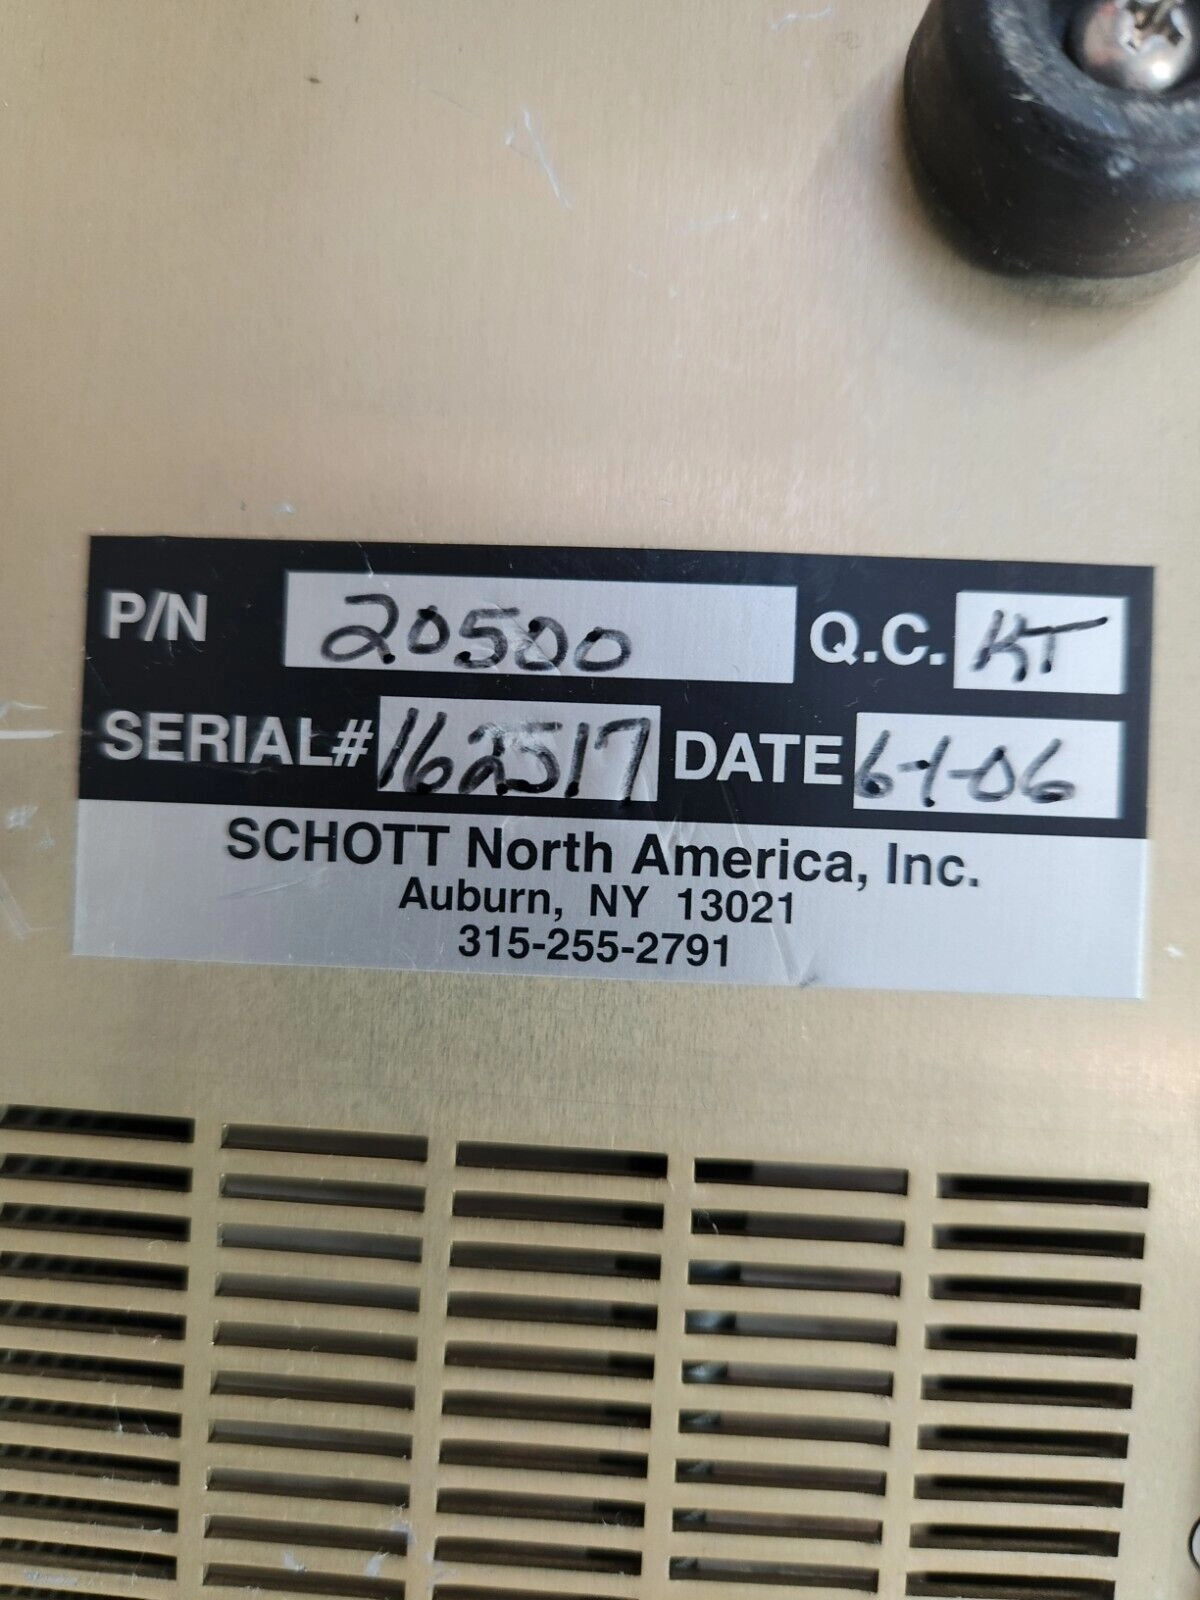 P/N 20500 Q.C. KT
SERIAL# 162517 DATE 6-1-06
SCHOTT North America, Inc.
Auburn, NY 13021
315-255-2791